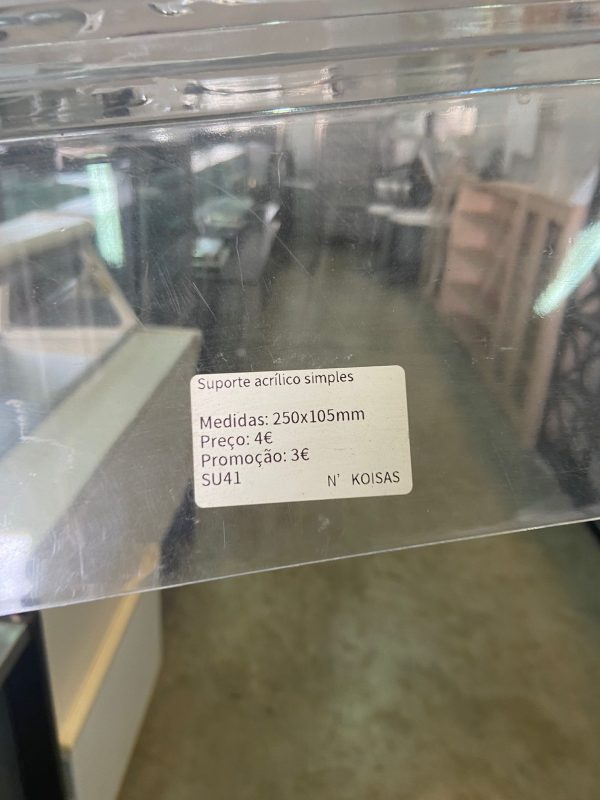 Suporte acrílico simples
Medidas: 250x105mm
Preço: 4€
Promoção: 3€
SU41 N' KOISAS